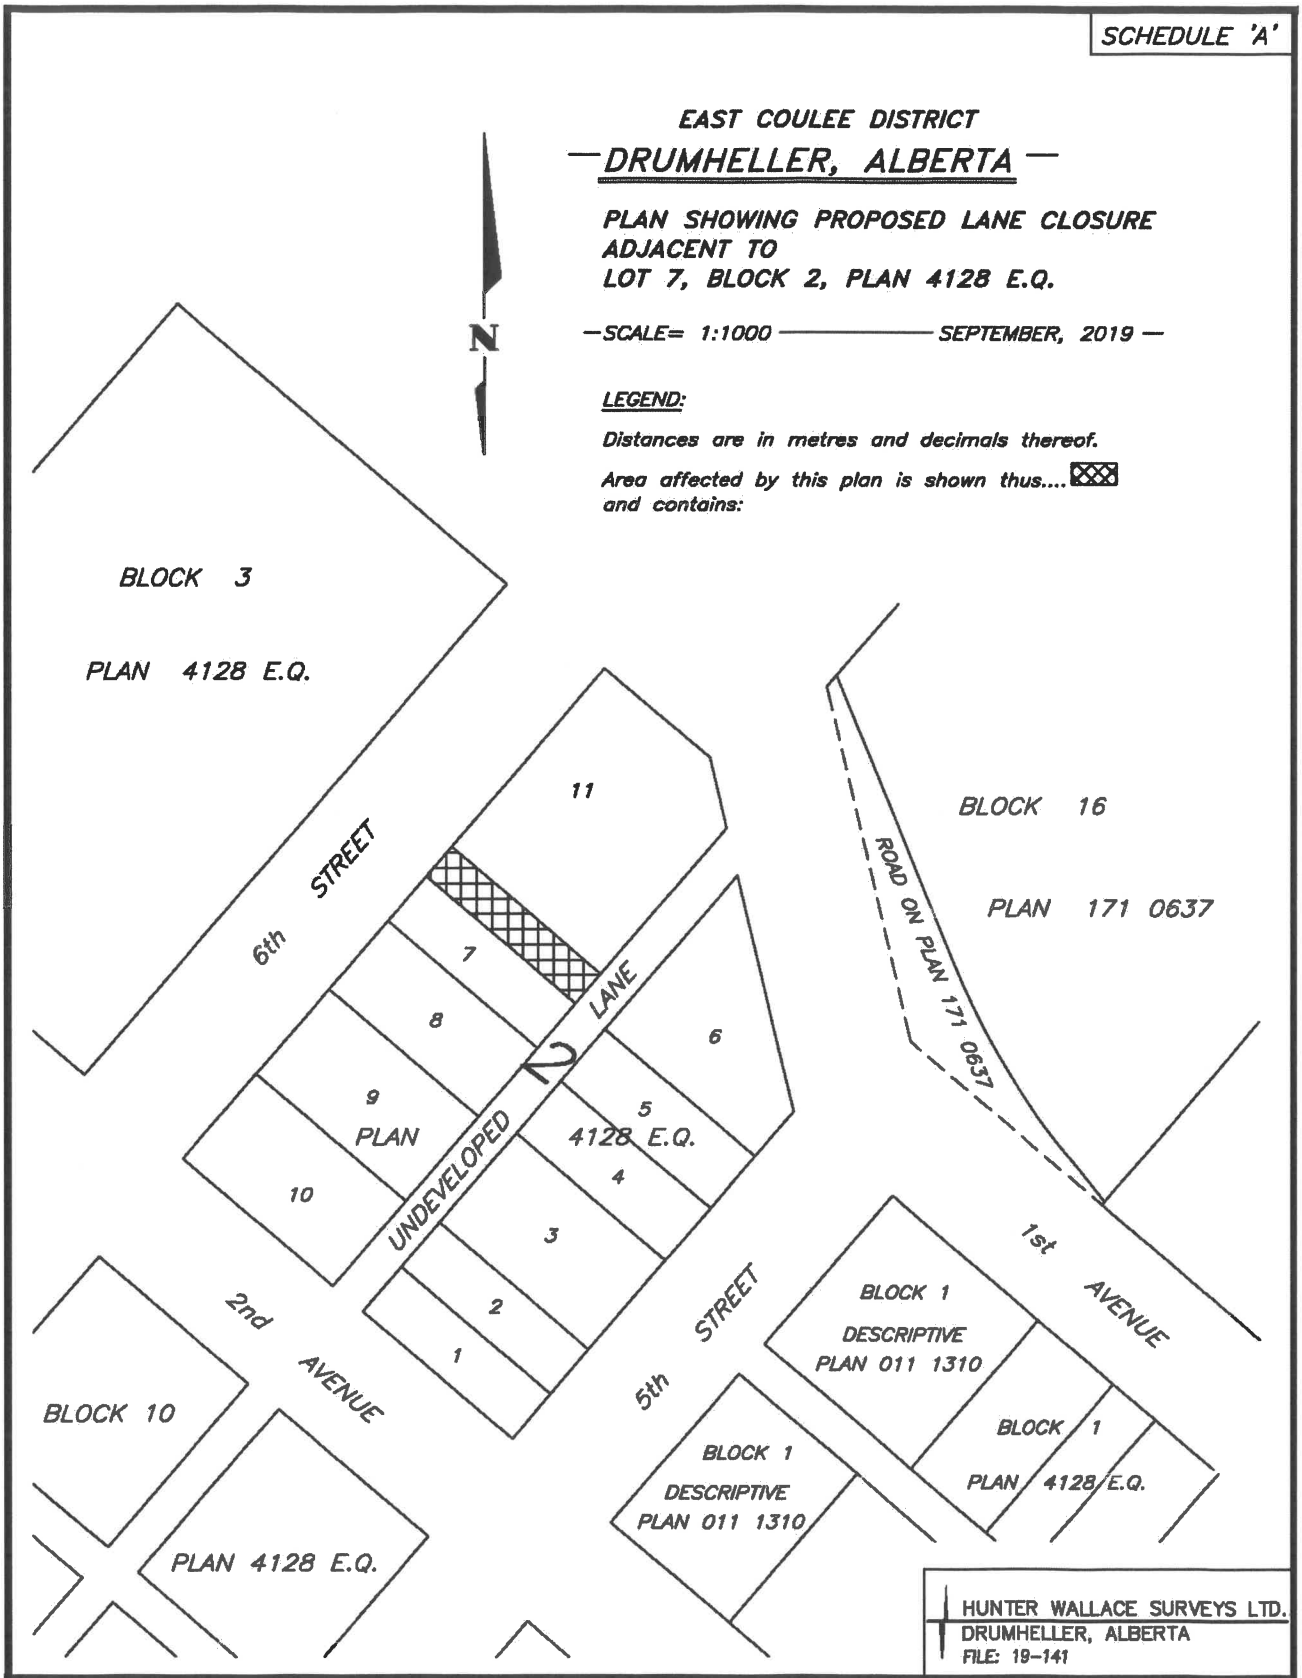 SCHEDULE 'A'
EAST COULEE DISTRICT
DRUMHELLER, ALBERTA
PLAN SHOWING PROPOSED LANE CLOSURE
ADJACENT TO
LOT 7, BLOCK 2, PLAN 4128 E.Q.
SCALE= 1:1000
SEPTEMBER, 2019
N
LEGEND:
Distances are in metres and decimals thereof.
Area affected by this plan is shown thus....
and contains:
BLOCK 3
PLAN 4128 E.Q.
11
BLOCK 16
PLAN 171 0637
ROAD ON PLAN 171 0637
6th STREET
7
8
9
10
UNDEVELOPED LANE
2
PLAN 4128 E.Q.
6
5
4
3
2
1
2nd AVENUE
5th STREET
1st AVENUE
BLOCK 10
PLAN 4128 E.Q.
BLOCK 1
DESCRIPTIVE
PLAN 011 1310
BLOCK 1
PLAN 4128 E.Q.
BLOCK 1
DESCRIPTIVE
PLAN 011 1310
HUNTER WALLACE SURVEYS LTD.
DRUMHELLER, ALBERTA
FILE: 19-141